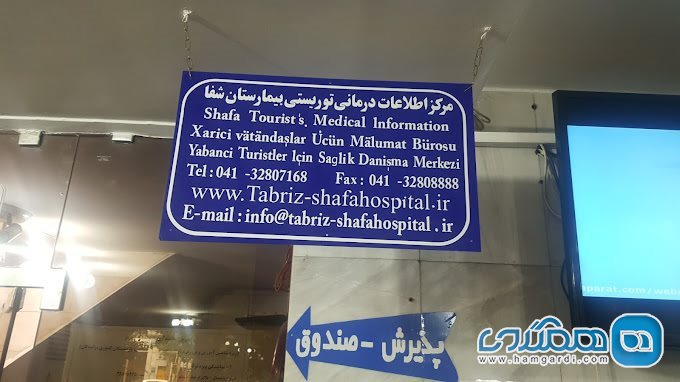 مرکز اطلاعات درمانی توریستی بیمارستان شفا
Shafa Tourist's, Medical Information
Xarici vätändaşlar Üçün Mälumat Bürosu
Yabanci Turistler Için Sağlik Danişma Merkezi
Tel : 041 -32807168 Fax : 041 -32808888
www.Tabriz-shafahospital.ir
E-mail : info@tabriz-shafahospital . ir
پذیرش - صندوق
همگردی
www.hamgardi.com